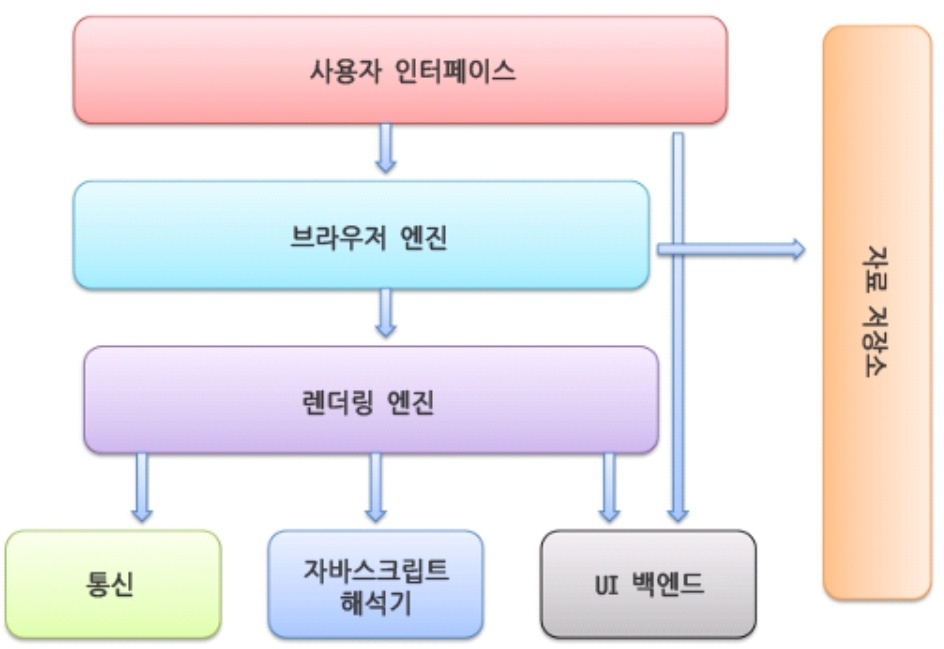 사용자 인터페이스
브라우저 엔진
자료 저장소
렌더링 엔진
통신
자바스크립트
해석기
UI 백엔드